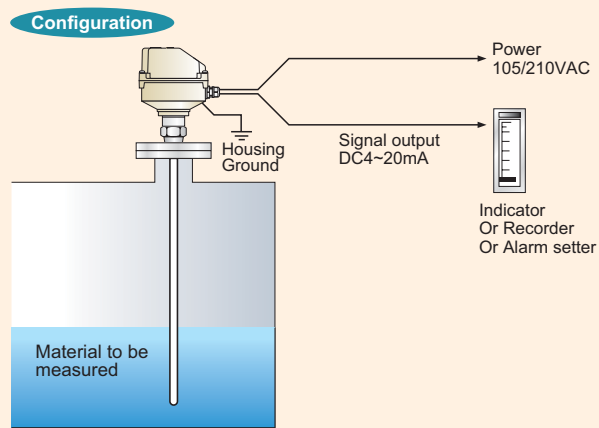 Configuration
Power
105/210VAC
Housing
Ground
Signal output
DC4~20mA
Indicator
Or Recorder
Or Alarm setter
Material to be
measured